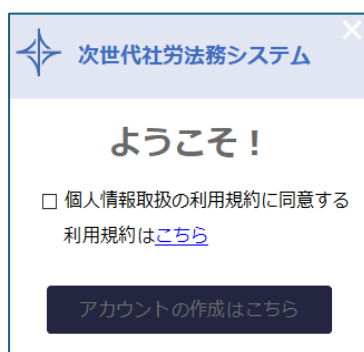 次世代社労法務システム
ようこそ！
個人情報取扱の利用規約に同意する
利用規約はこちら
アカウントの作成はこちら